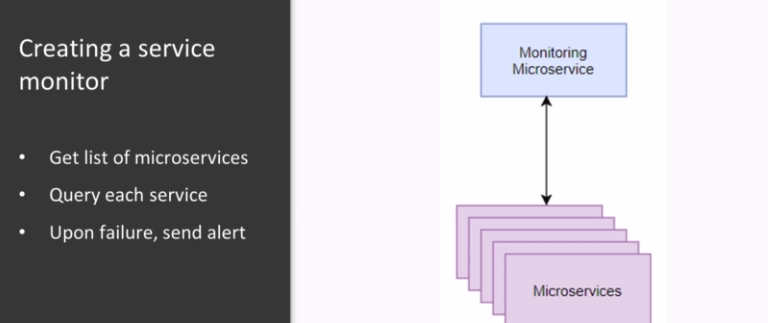 Creating a service
monitor
• Get list of microservices
• Query each service
• Upon failure, send alert
Monitoring
Microservice
Microservices